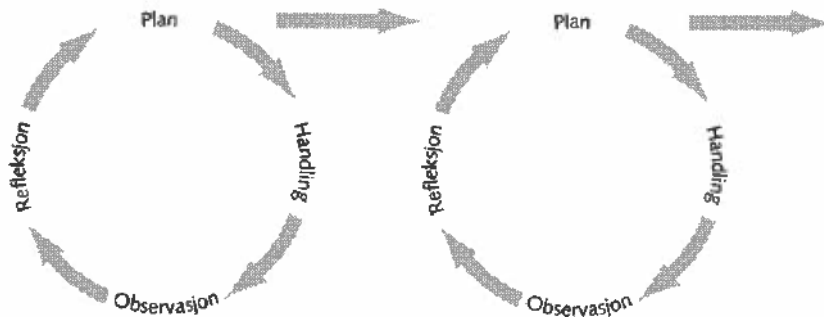 Plan
Handling
Observasjon
Refleksjon
Plan
Handling
Observasjon
Refleksjon